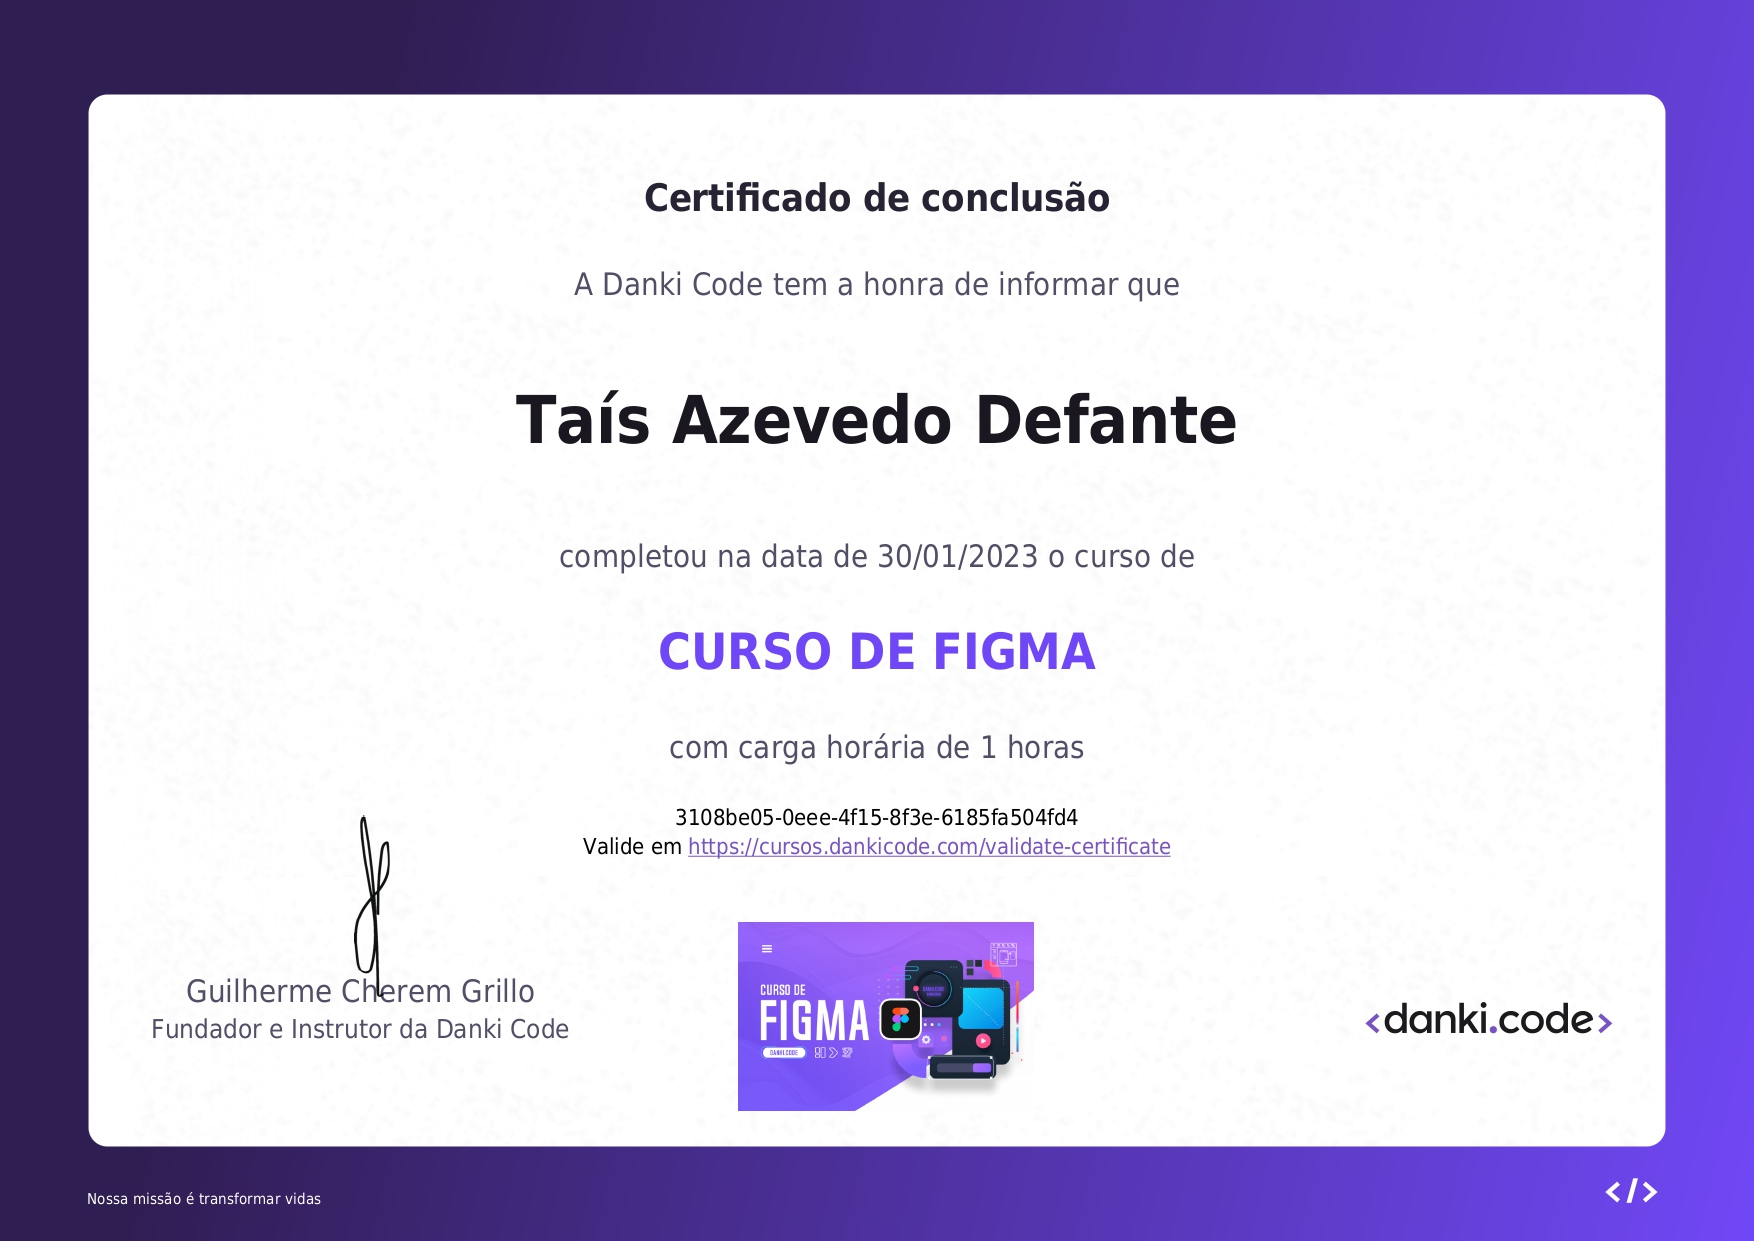 Certificado de conclusão
A Danki Code tem a honra de informar que
Taís Azevedo Defante
completou na data de 30/01/2023 o curso de
CURSO DE FIGMA
com carga horária de 1 horas
3108be05-0eee-4f15-8f3e-6185fa504fd4
Valide em https://cursos.dankicode.com/validate-certificate
Guilherme Cherem Grillo
Fundador e Instrutor da Danki Code
CURSO DE
FIGMA
DANKI.CODE
<danki.code>
Nossa missão é transformar vidas
</>